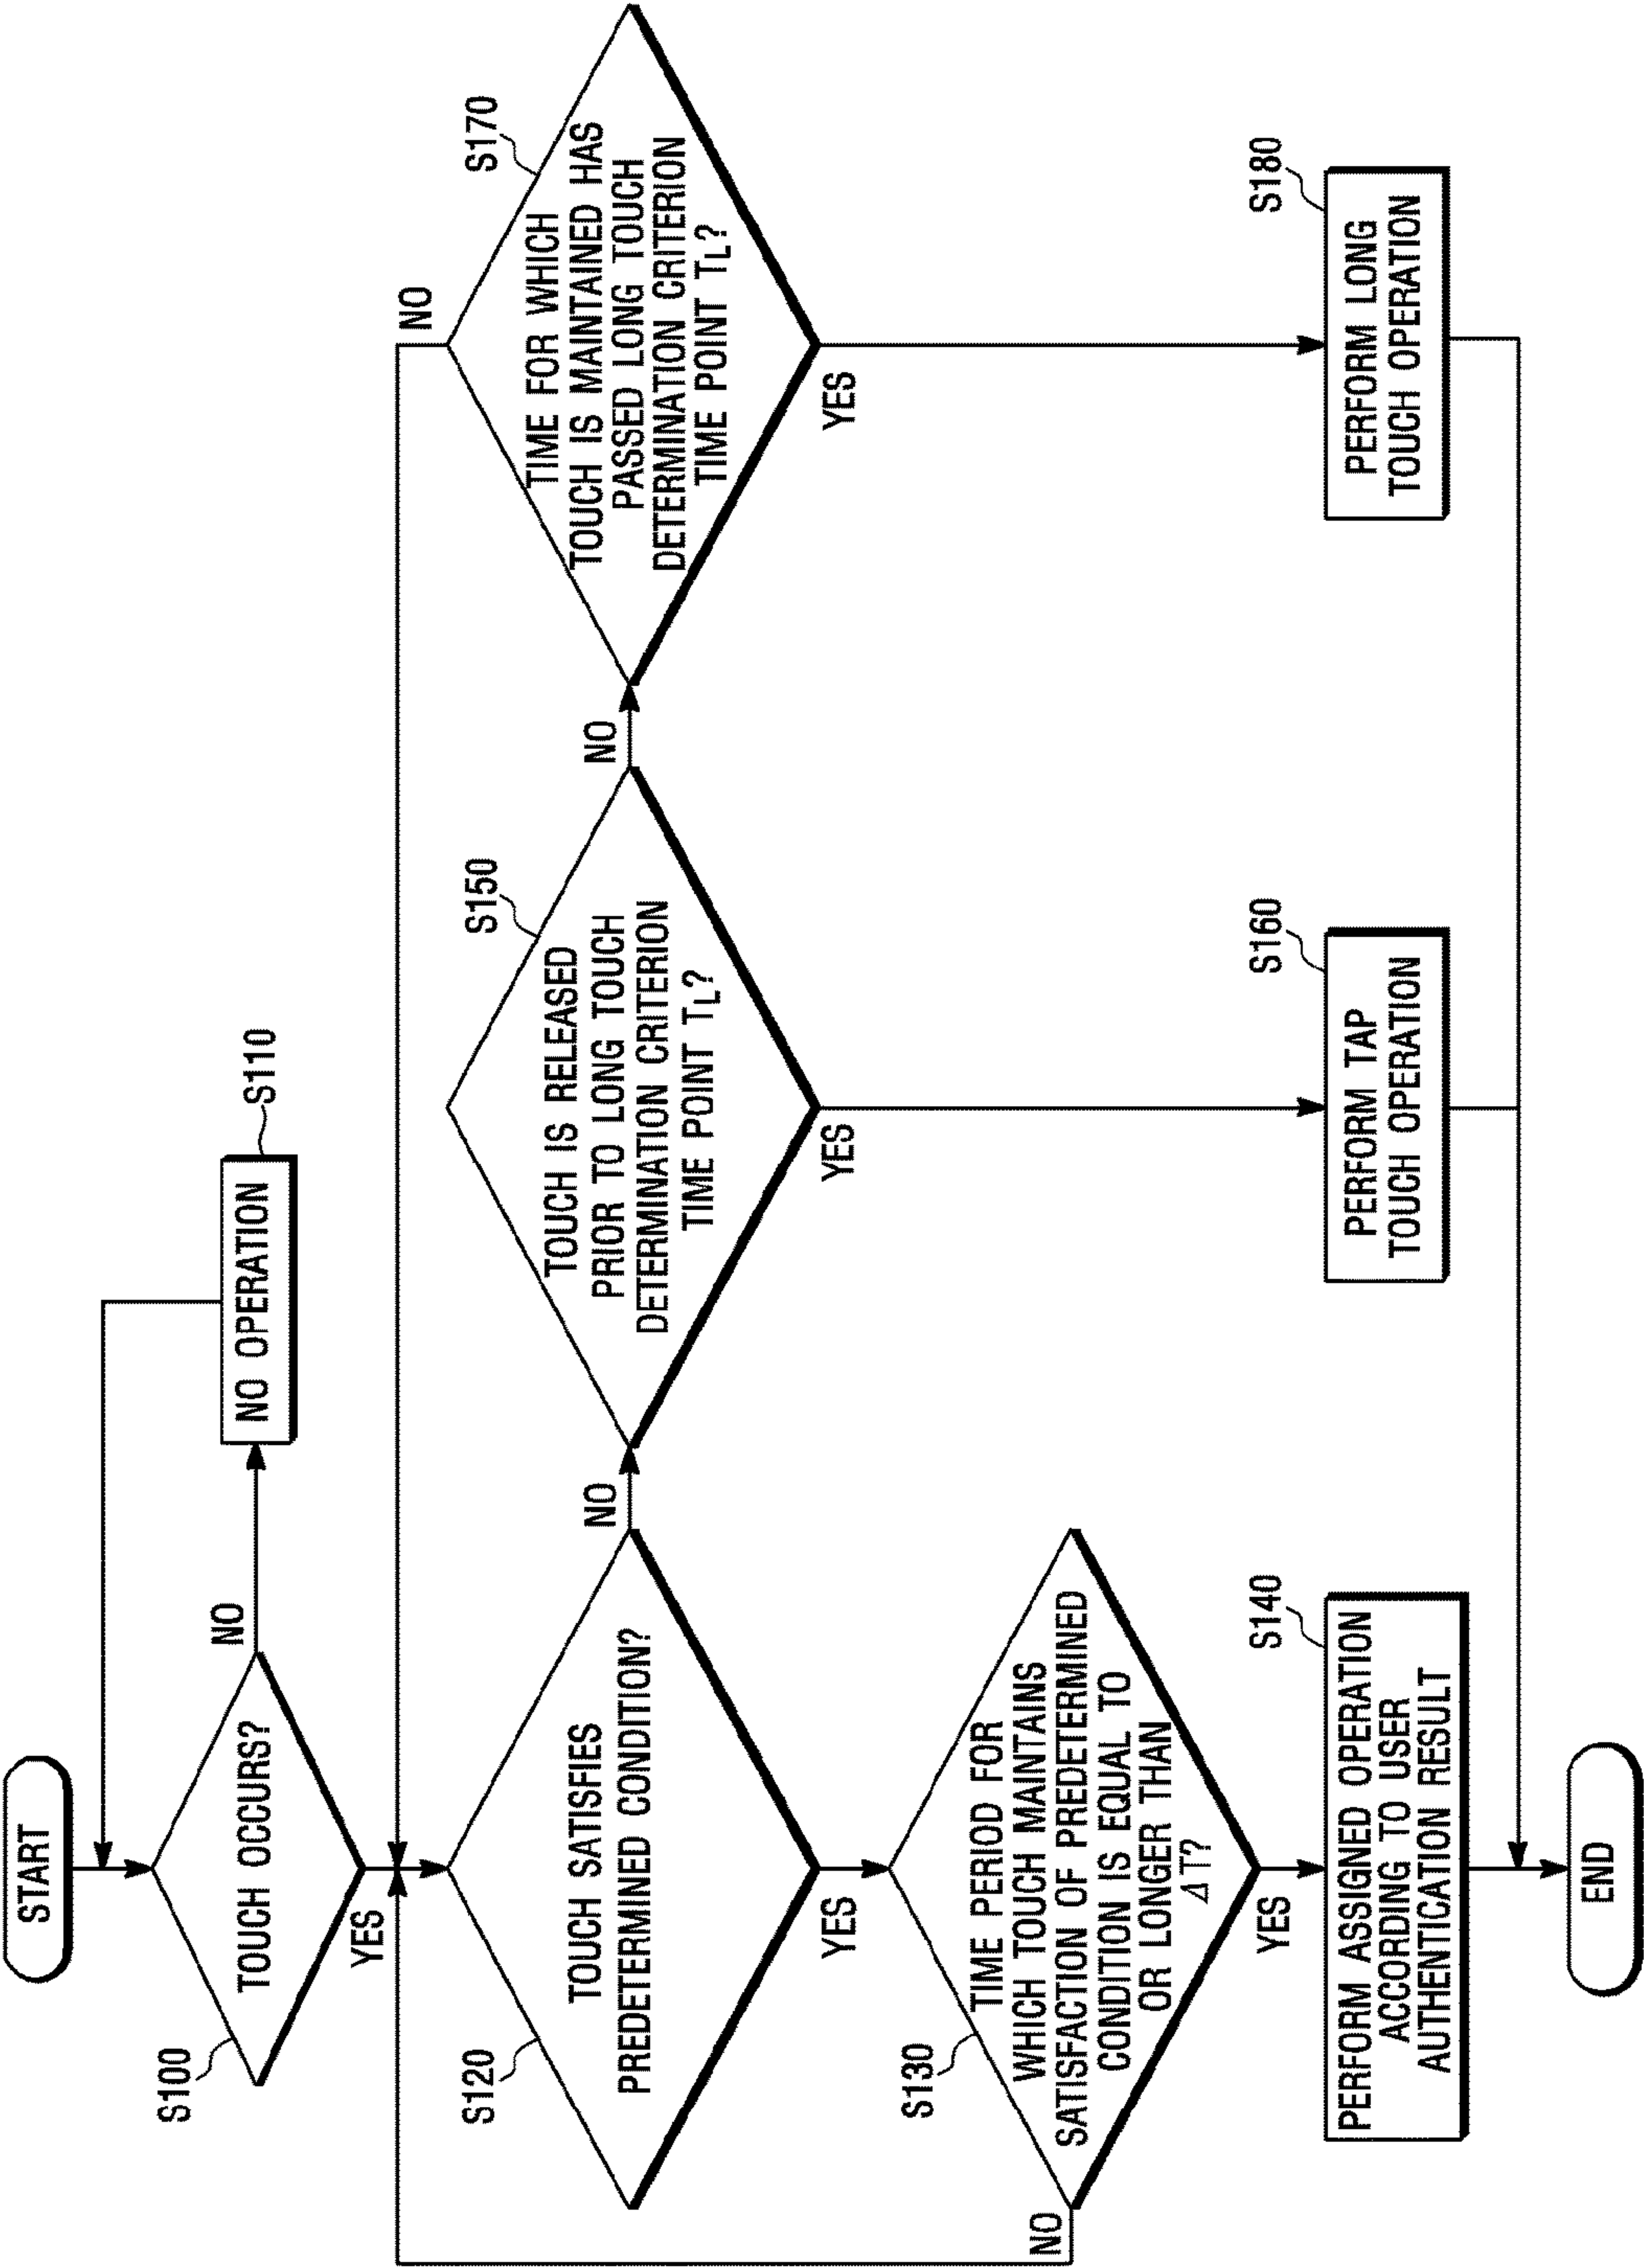 START
S100
TOUCH OCCURS?
NO
YES
NO OPERATION
S110
S120
TOUCH SATISFIES
PREDETERMINED CONDITION?
NO
YES
S150
TOUCH IS RELEASED
PRIOR TO LONG TOUCH
DETERMINATION CRITERION
TIME POINT TL?
NO
YES
S170
TIME FOR WHICH
TOUCH IS MAINTAINED HAS
PASSED LONG TOUCH
DETERMINATION CRITERION
TIME POINT TL?
NO
YES
S130
TIME PERIOD FOR
WHICH TOUCH MAINTAINS
SATISFACTION OF PREDETERMINED
CONDITION IS EQUAL TO
OR LONGER THAN
ΔT?
NO
YES
S140
PERFORM ASSIGNED OPERATION
ACCORDING TO USER
AUTHENTICATION RESULT
S160
PERFORM TAP
TOUCH OPERATION
S180
PERFORM LONG
TOUCH OPERATION
END